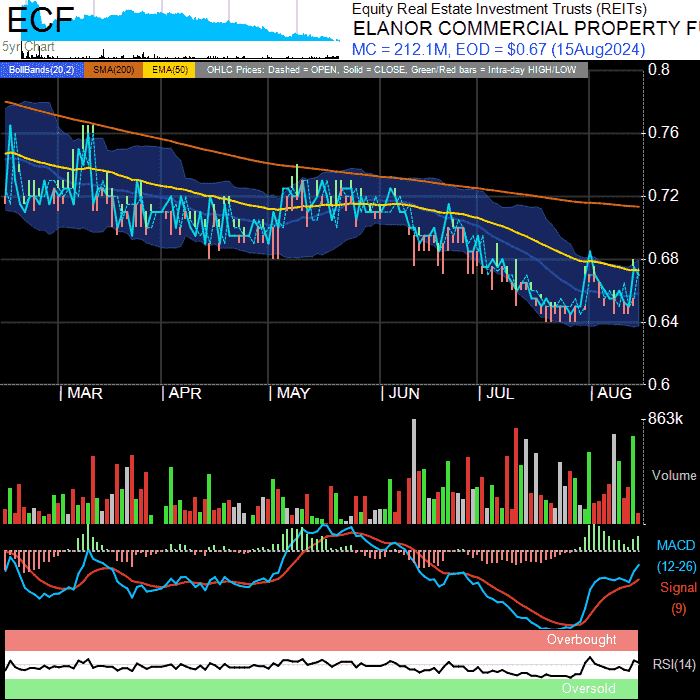 ECF
5yr Chart
Equity Real Estate Investment Trusts (REITs)
ELANOR COMMERCIAL PROPERTY F
MC = 212.1M, EOD = $0.67 (15Aug2024)
BollBands(20,2) SMA(200) EMA(50) OHLC Prices: Dashed = OPEN, Solid = CLOSE, Green/Red bars = Intra-day HIGH/LOW
0.8
0.76
0.72
0.68
0.64
0.6
MAR APR MAY JUN JUL AUG
863k
Volume
MACD
(12-26)
Signal
(9)
Overbought
RSI(14)
Oversold